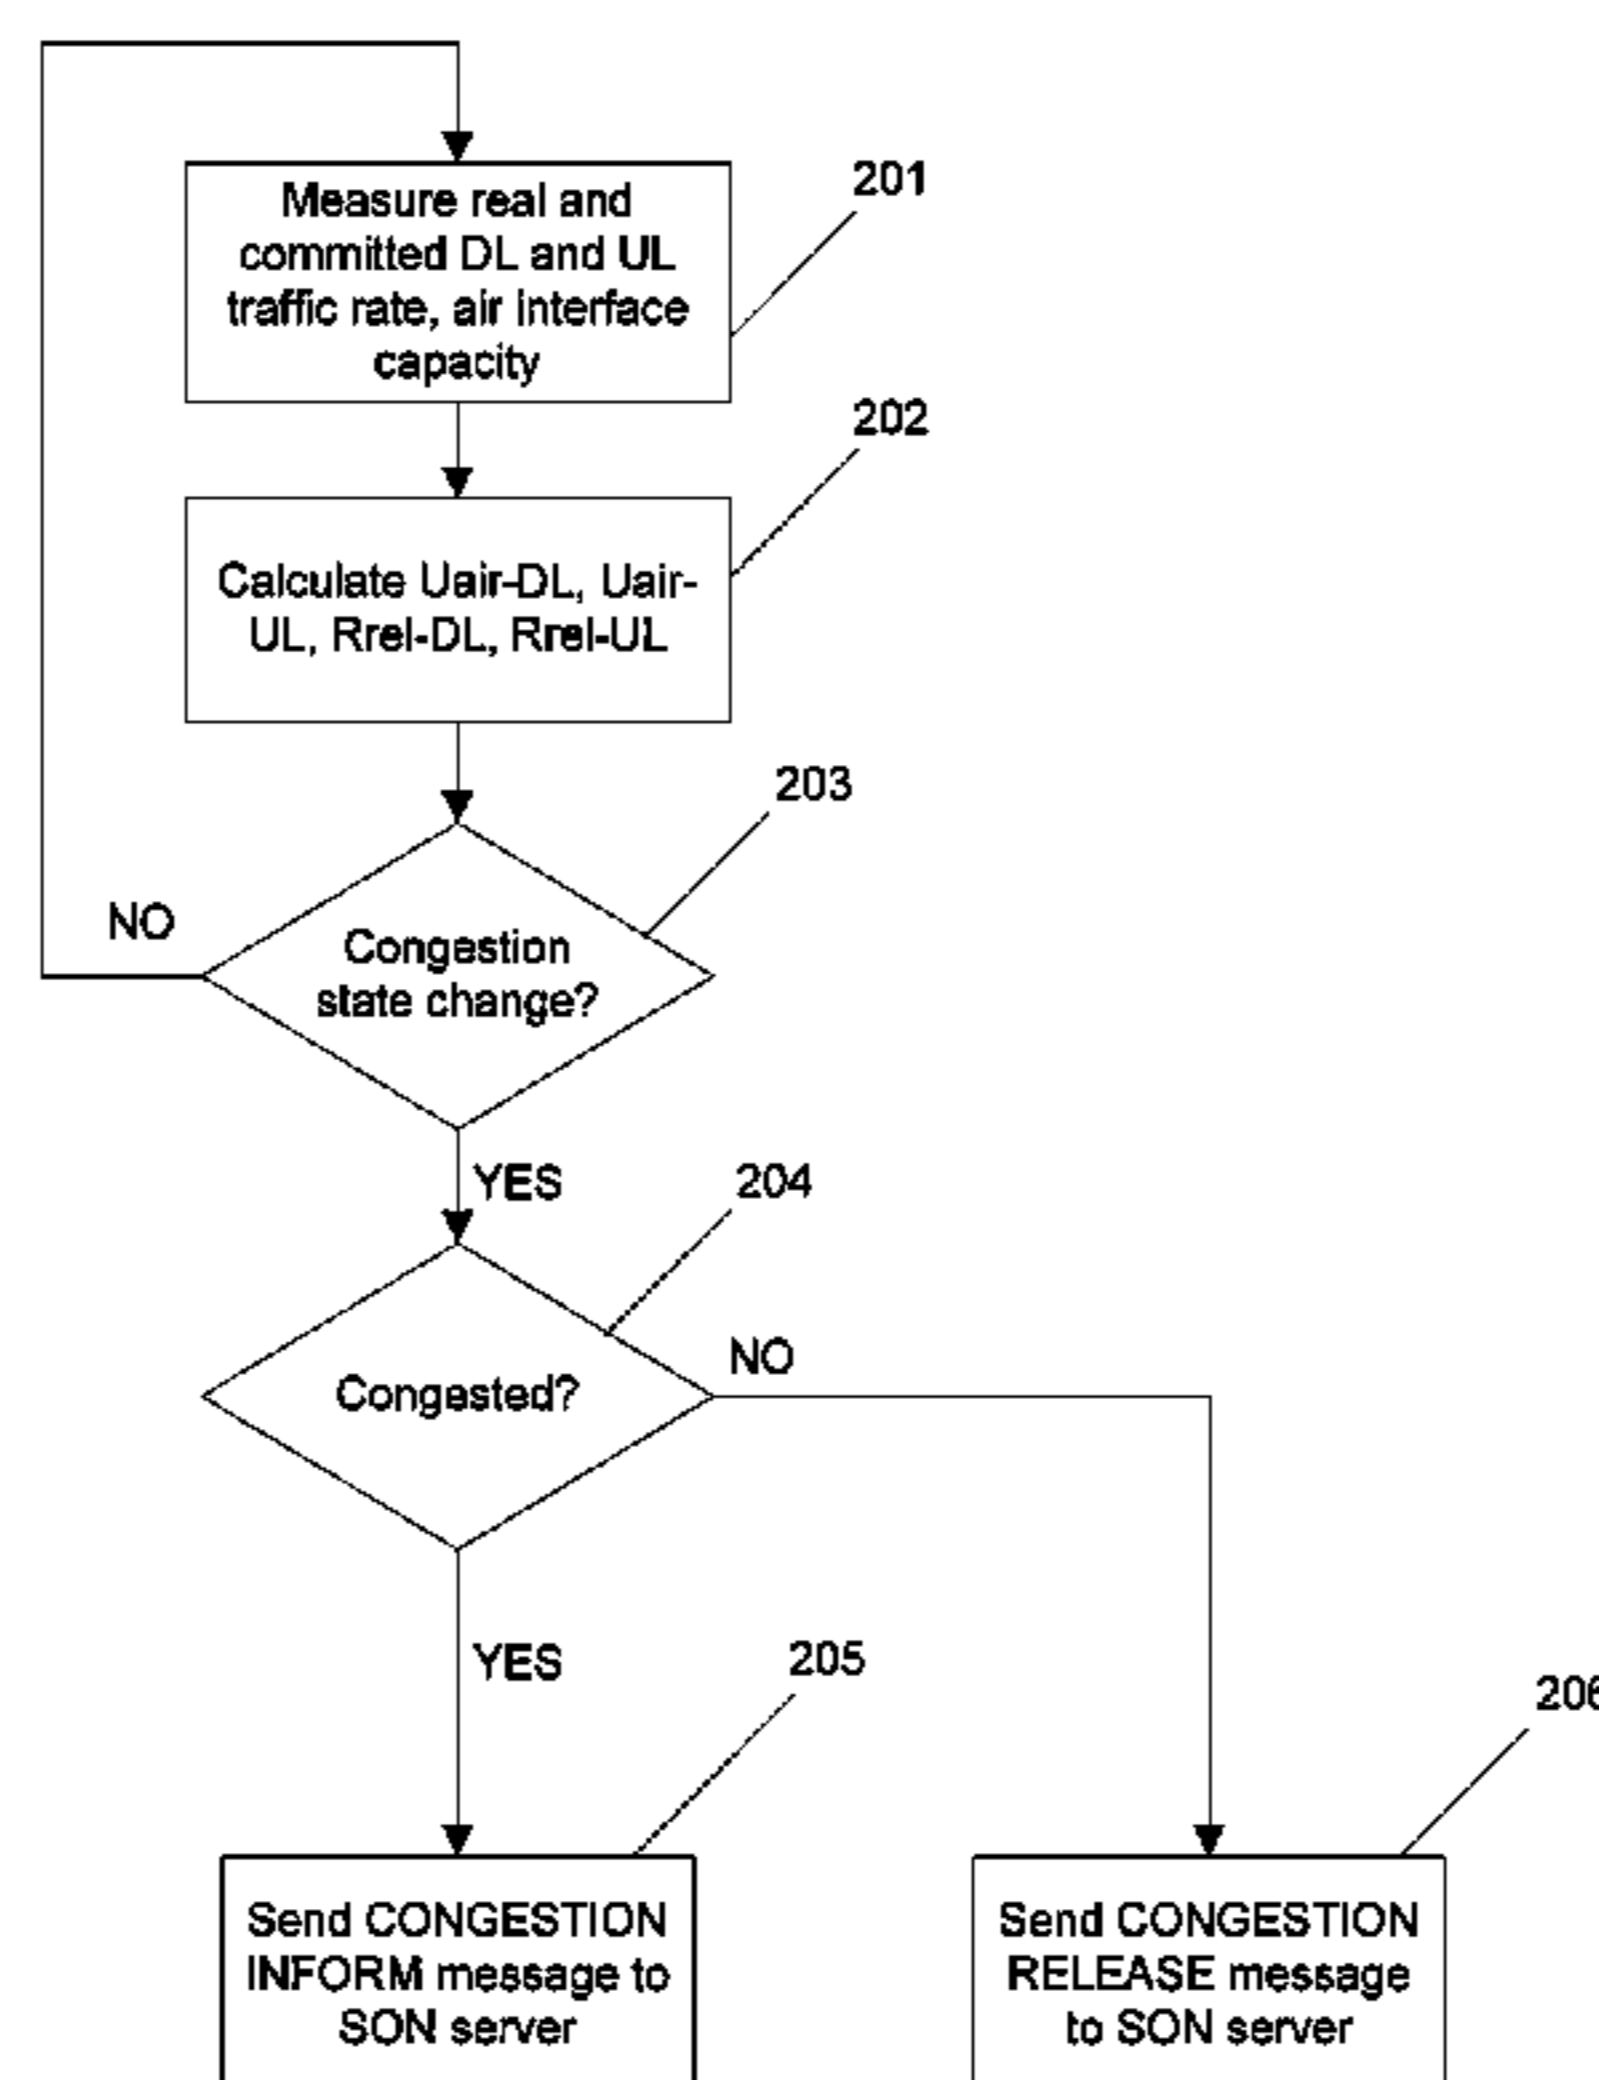 Measure real and
committed DL and UL
traffic rate, air interface
capacity
201
Calculate Uair-DL, Uair-
UL, Rrel-DL, Rrel-UL
202
Congestion
state change?
203
NO
YES
Congested?
204
NO
YES
205
206
Send CONGESTION
INFORM message to
SON server
Send CONGESTION
RELEASE message
to SON server